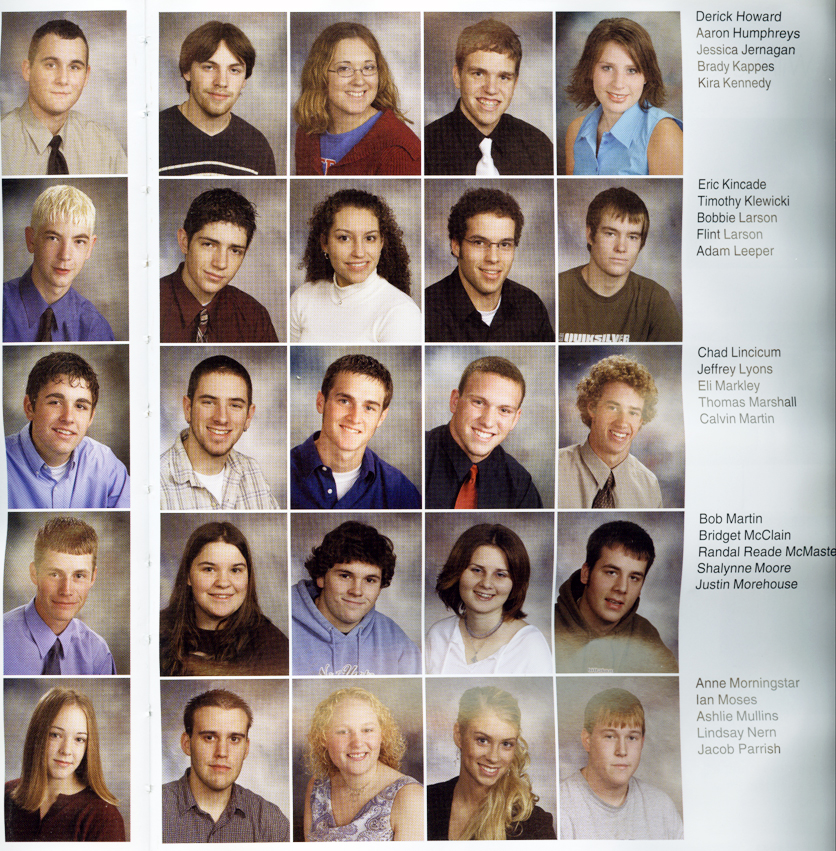 Derick Howard
Aaron Humphreys
Jessica Jernagan
Brady Kappes
Kira Kennedy
Eric Kincade
Timothy Klewicki
Bobbie Larson
Flint Larson
Adam Leeper
QUIKSILVER
Chad Lincicum
Jeffrey Lyons
Eli Markley
Thomas Marshall
Calvin Martin
Bob Martin
Bridget McClain
Randal Reade McMaste
Shalynne Moore
Justin Morehouse
Anne Morningstar
Ian Moses
Ashlie Mullins
Lindsay Nern
Jacob Parrish